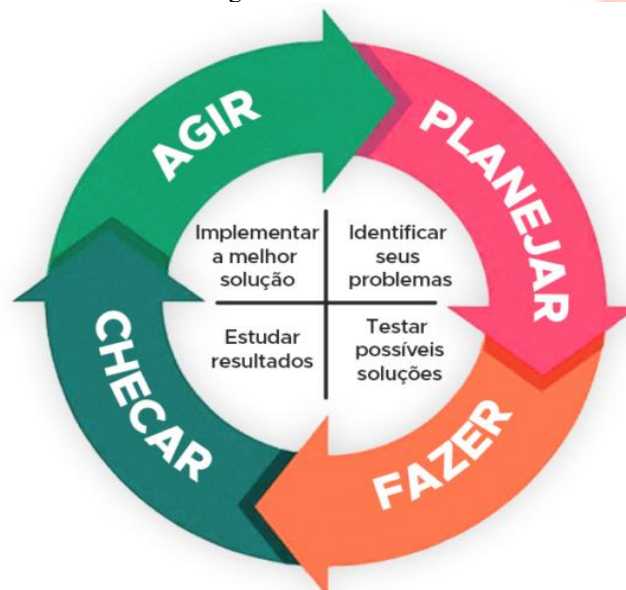 AGIR
PLANEJAR
Implementar
a melhor
solução
Identificar
seus
problemas
Estudar
resultados
Testar
possíveis
soluções
CHECAR
FAZER